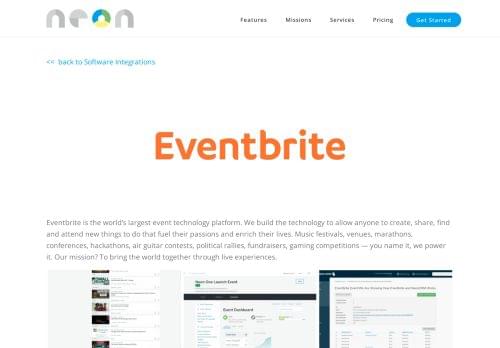 neon
Features Missions Services Pricing Get Started
<< back to Software Integrations
Eventbrite
Eventbrite is the world's largest event technology platform. We build the technology to allow anyone to create, share, find
and attend new things to do that fuel their passions and enrich their lives. Music festivals, venues, marathons,
conferences, hackathons, air guitar contests, political rallies, fundraisers, gaming competitions — you name it, we power
it. Our mission? To bring the world together through live experiences.
Neon One Launch Event
Event Dashboard